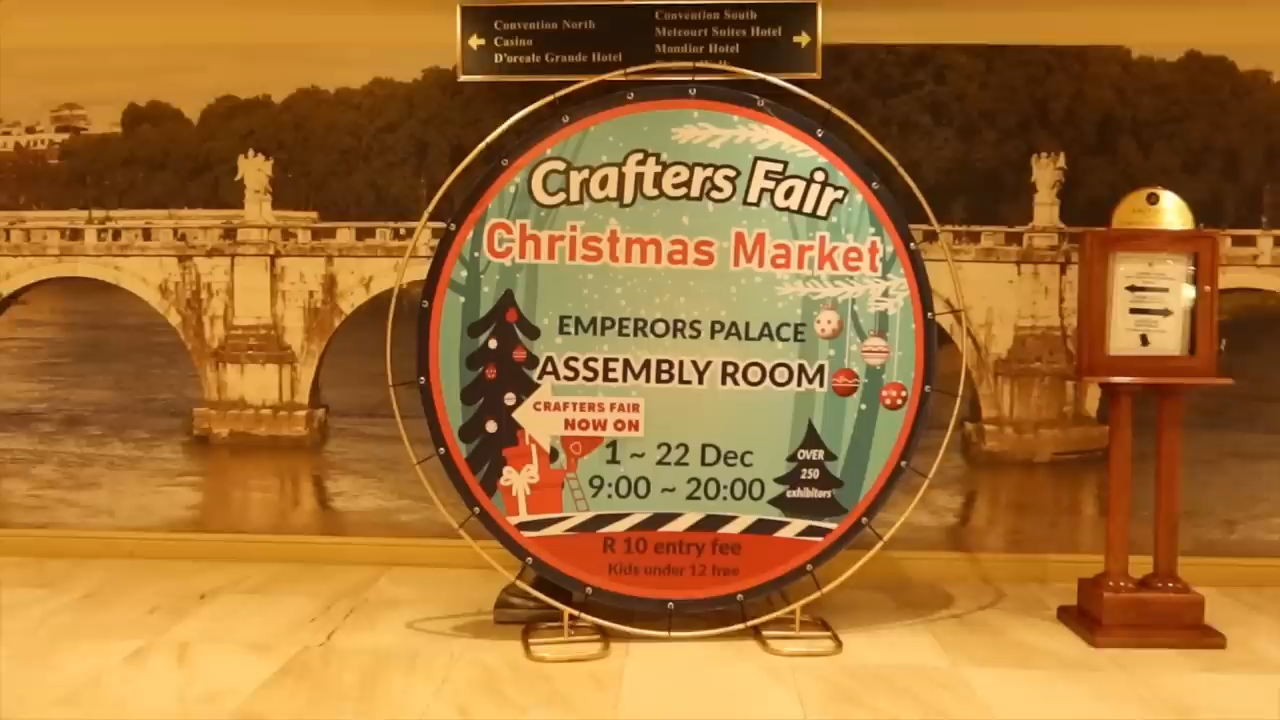 Convention North
Casino
D'oreale Grande Hotel
Convention South
Metcourt Suites Hotel
Mondior Hotel
Crafters Fair
Christmas Market
EMPERORS PALACE
ASSEMBLY ROOM
CRAFTERS FAIR
NOW ON
1 ~ 22 Dec
9:00 ~ 20:00
OVER
250
exhibitors
R 10 entry fee
Kids under 12 free